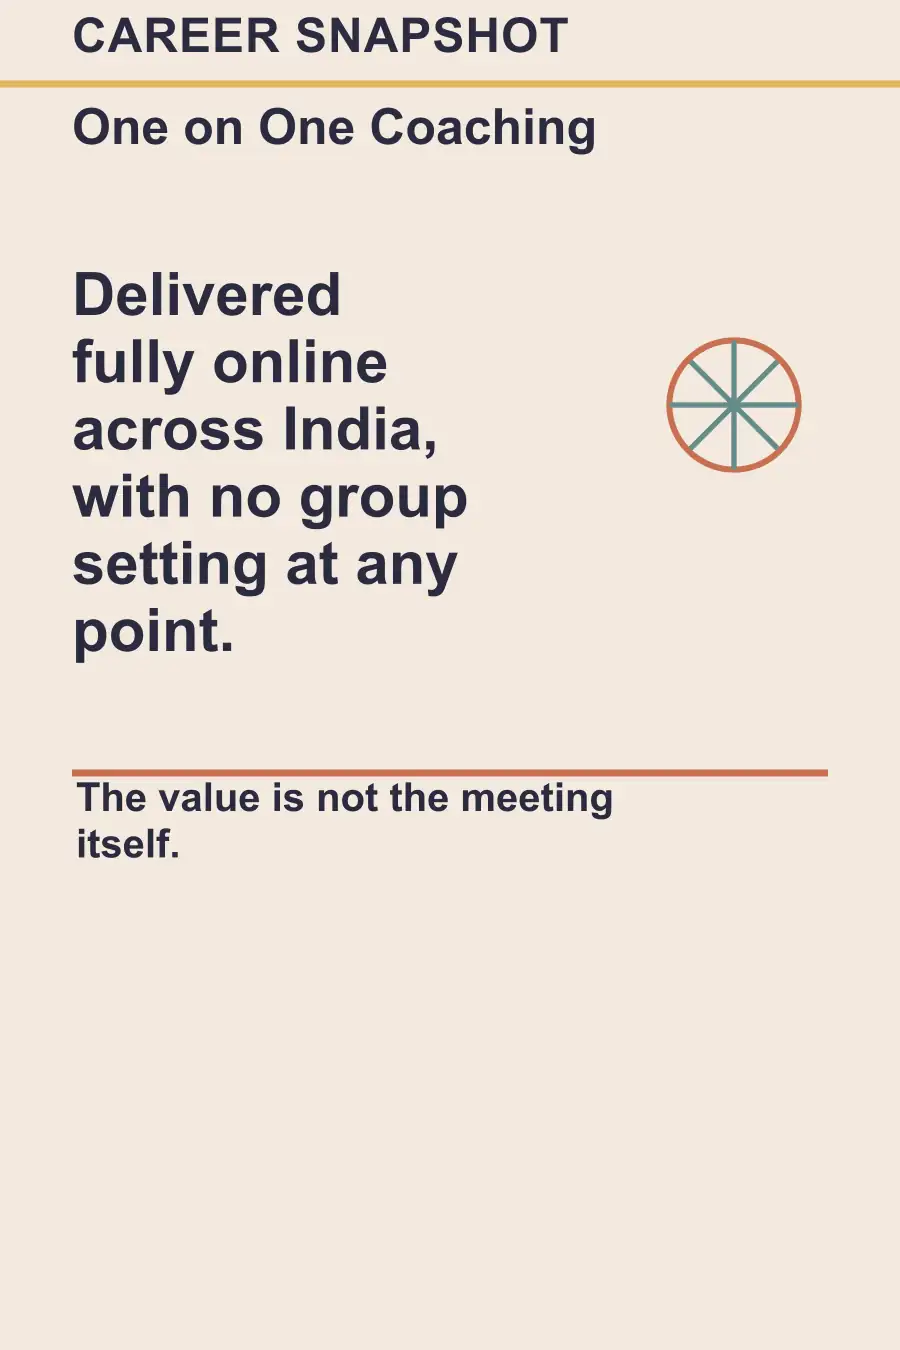 CAREER SNAPSHOT
One on One Coaching
Delivered
fully online
across India,
with no group
setting at any
point.
The value is not the meeting
itself.